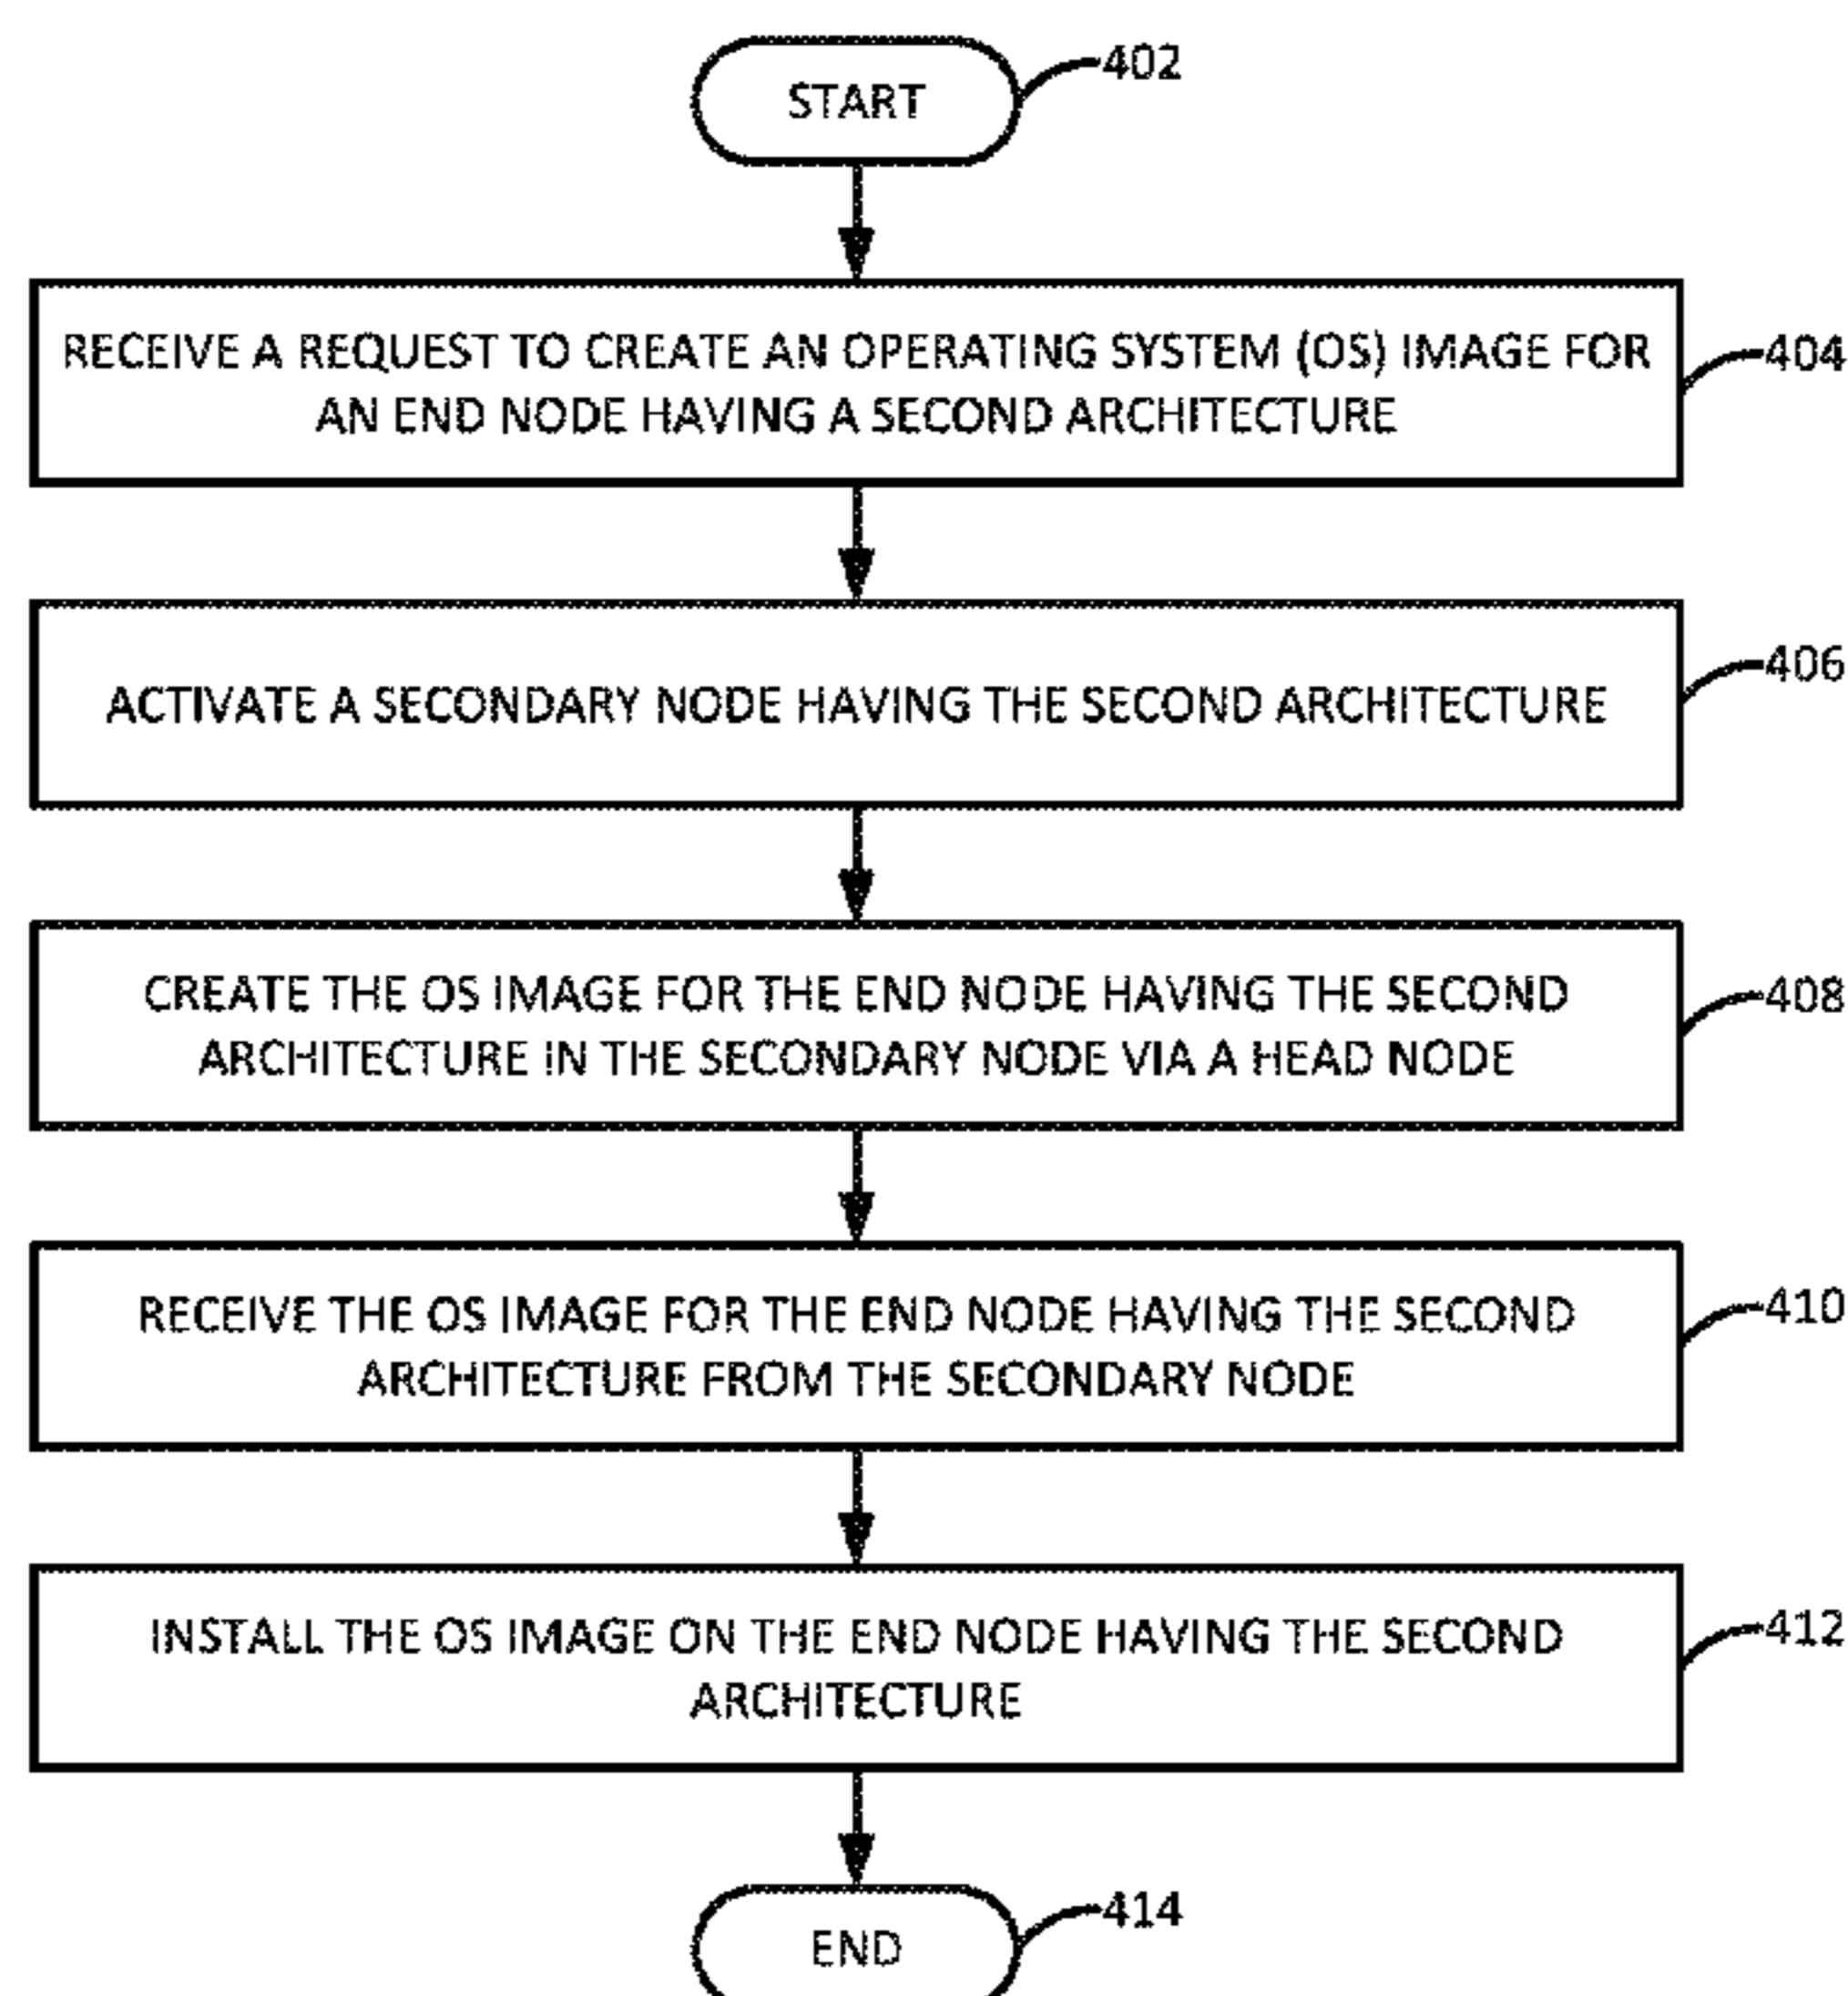 START
402
RECEIVE A REQUEST TO CREATE AN OPERATING SYSTEM (OS) IMAGE FOR
AN END NODE HAVING A SECOND ARCHITECTURE
404
ACTIVATE A SECONDARY NODE HAVING THE SECOND ARCHITECTURE
406
CREATE THE OS IMAGE FOR THE END NODE HAVING THE SECOND
ARCHITECTURE IN THE SECONDARY NODE VIA A HEAD NODE
408
RECEIVE THE OS IMAGE FOR THE END NODE HAVING THE SECOND
ARCHITECTURE FROM THE SECONDARY NODE
410
INSTALL THE OS IMAGE ON THE END NODE HAVING THE SECOND
ARCHITECTURE
412
END
414